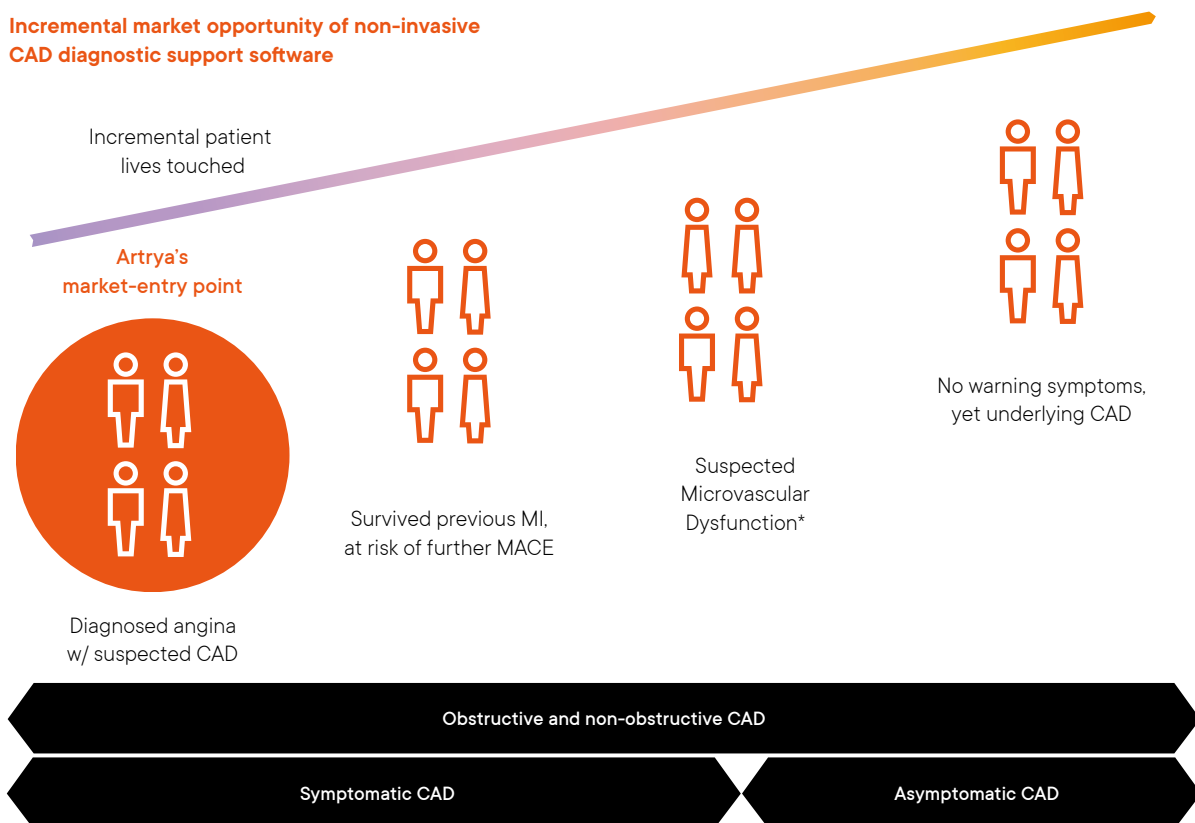 Incremental market opportunity of non-invasive
CAD diagnostic support software
Incremental patient
lives touched
Artrya's
market-entry point
Diagnosed angina
w/ suspected CAD
Survived previous MI,
at risk of further MACE
Suspected
Microvascular
Dysfunction*
No warning symptoms,
yet underlying CAD
Obstructive and non-obstructive CAD
Symptomatic CAD
Asymptomatic CAD